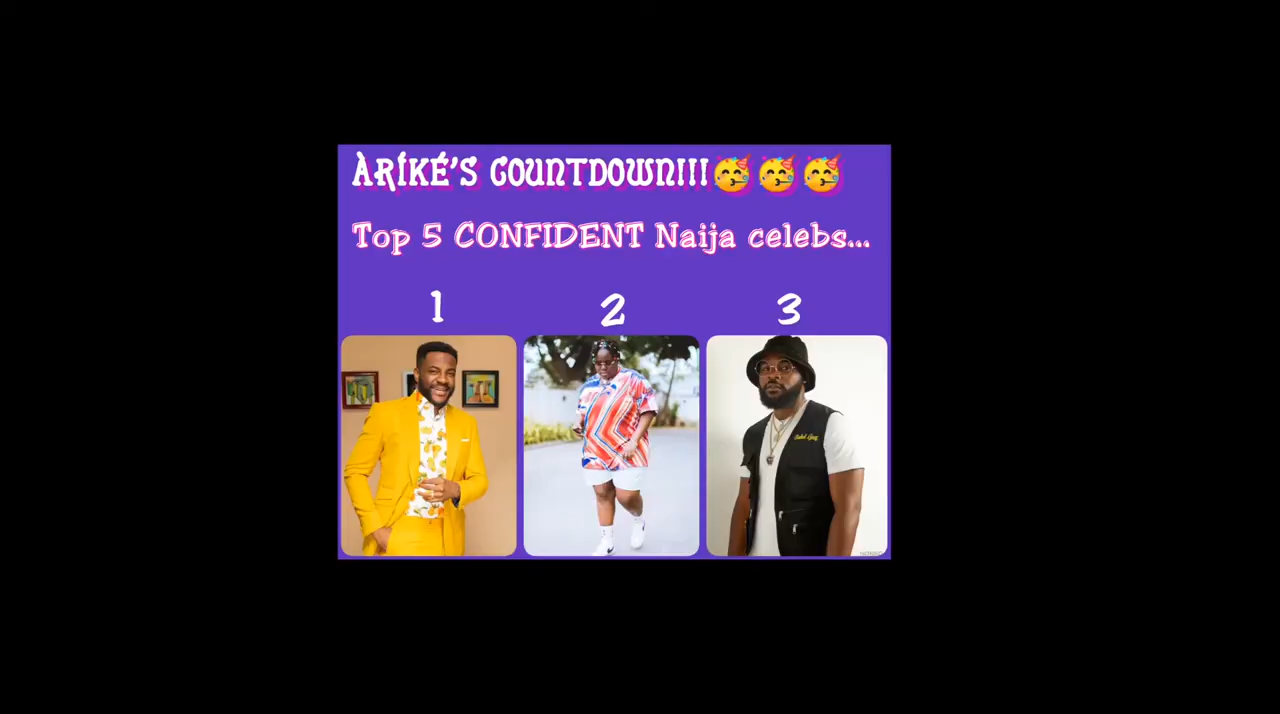 ÀRÍKÉ'S COUNTDOWN!!!🥳🥳🥳
Top 5 CONFIDENT Naija celebs...
1 2 3